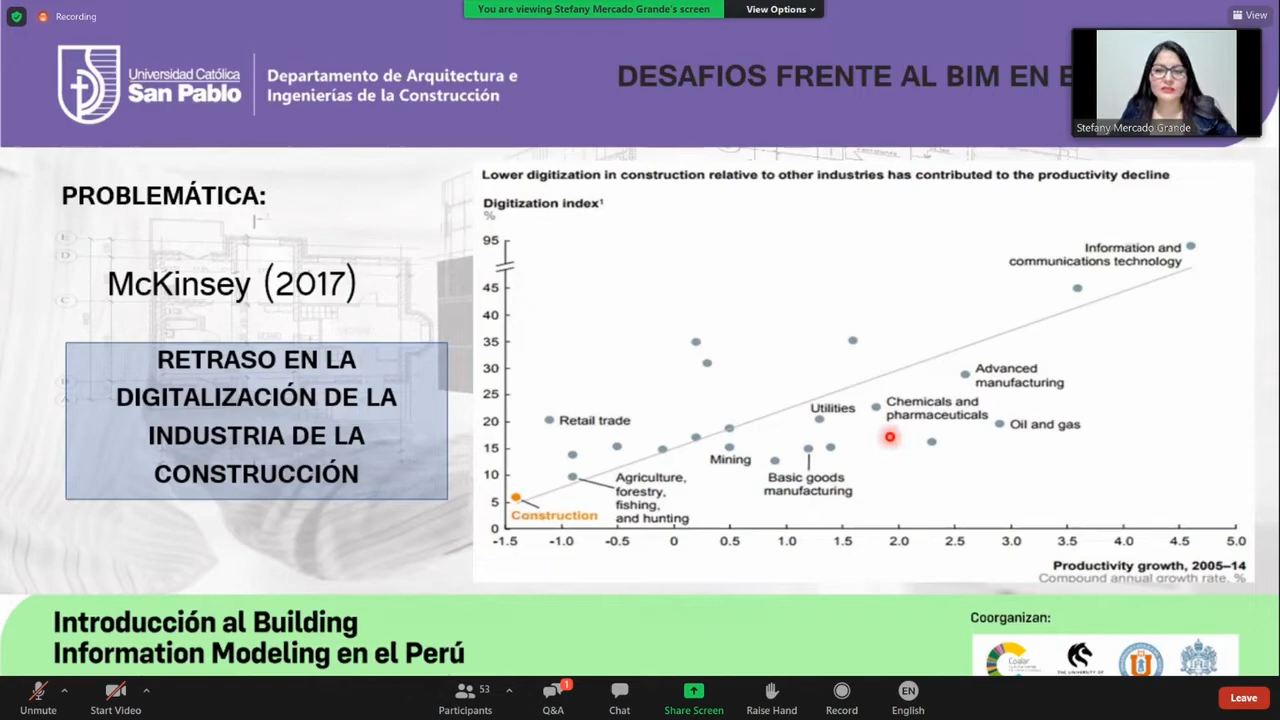 Recording
You are viewing Stefany Mercado Grande's screen
View Options
View
Universidad Católica
San Pablo
Departamento de Arquitectura e
Ingenierías de la Construcción
DESAFIOS FRENTE AL BIM EN E
Stefany Mercado Grande
PROBLEMÁTICA:
McKinsey (2017)
RETRASO EN LA
DIGITALIZACIÓN DE LA
INDUSTRIA DE LA
CONSTRUCCIÓN
Lower digitization in construction relative to other industries has contributed to the productivity decline
Digitization index¹
%
95
45
40
35
30
25
20
15
10
5
0
Information and
communications technology
Advanced
manufacturing
Chemicals and
pharmaceuticals
Utilities
Oil and gas
Retail trade
Mining
Basic goods
manufacturing
Agriculture,
forestry,
fishing,
and hunting
Construction
-1.5 -1.0 -0.5 0 0.5 1.0 1.5 2.0 2.5 3.0 3.5 4.0 4.5 5.0
Productivity growth, 2005–14
Compound annual growth rate, %
Introducción al Building
Information Modeling en el Perú
Coorganizan:
Coalar
THE UNIVERSITY OF
Unmute
Start Video
53
Participants
1
Q&A
Chat
Share Screen
Raise Hand
Record
EN
English
Leave